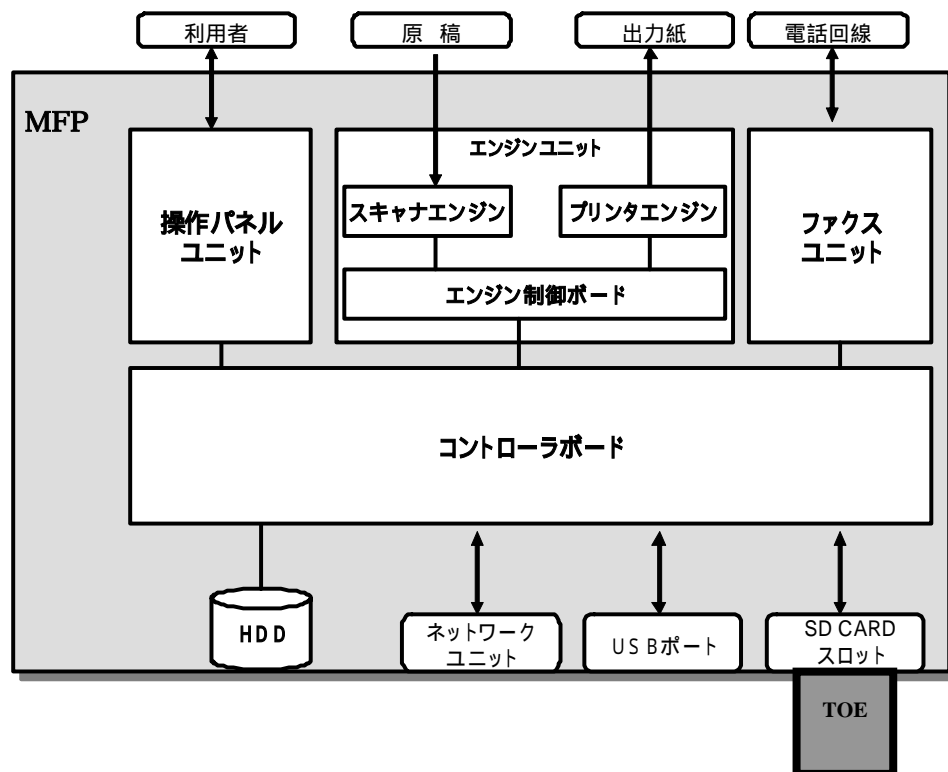 利用者
原 稿
出力紙
電話回線
MFP
エンジンユニット
操作パネル
ユニット
スキャナエンジン
プリンタエンジン
ファクス
ユニット
エンジン制御ボード
コントローラボード
HDD
ネットワーク
ユニット
USBポート
SD CARD
スロット
TOE